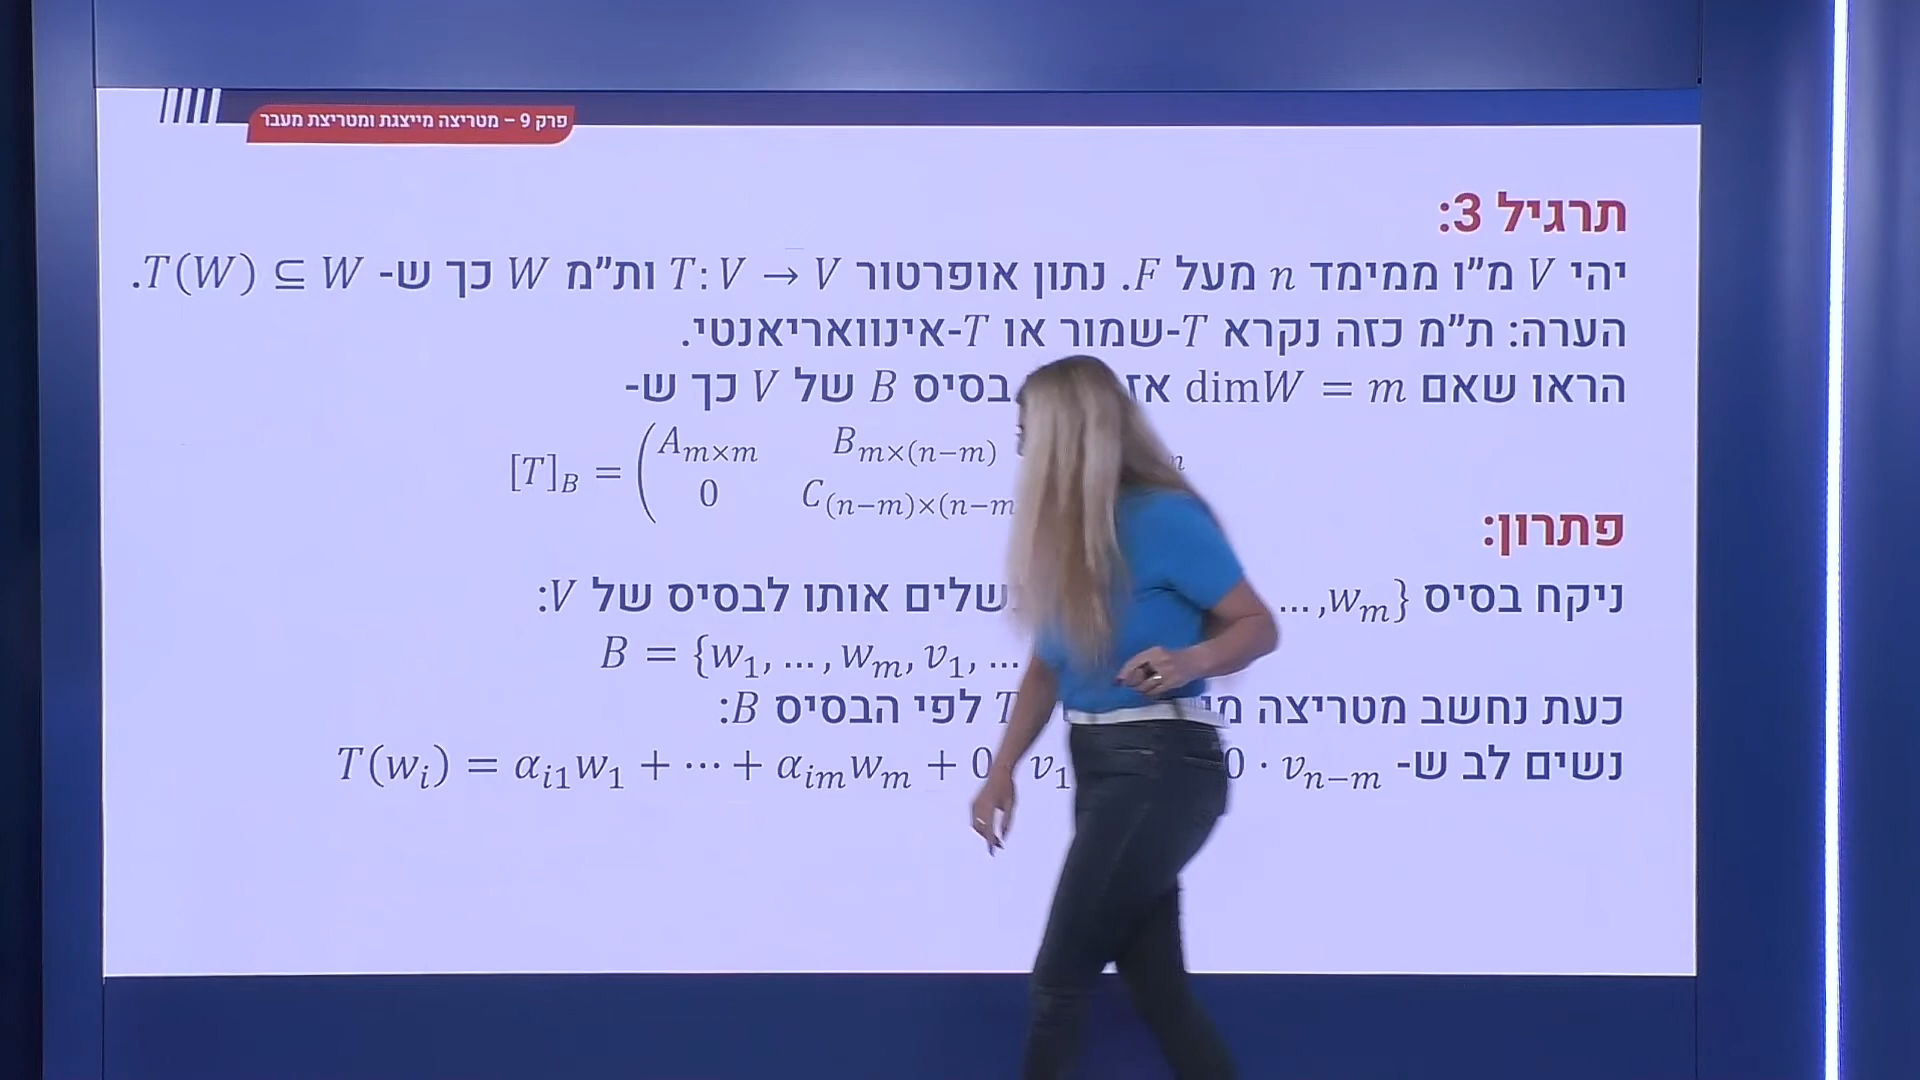 פרק 9 – מטריצה מייצגת ומטריצת מעבר
תרגיל 3:
יהי V מ"ו ממימד n מעל F. נתון אופרטור T: V → V ות"מ W כך ש- T(W) ⊆ W.
הערה: ת"מ כזה נקרא T-שמור או T-אינוואריאנטי.
הראו שאם dimW = m בסיס B של V כך ש-
[T]_B = ( A_{m×m} B_{m×(n−m)}
0 C_{(n−m)×(n−m
פתרון:
ניקח בסיס … , w_m} אותו לבסיס של V:
B = {w_1, … , w_m, v_1, …
כעת נחשב מטריצה T לפי הבסיס B:
נשים לב ש- T(w_i) = α_{i1}w_1 + ⋯ + α_{im}w_m + 0 v_1 0 · v_{n−m}